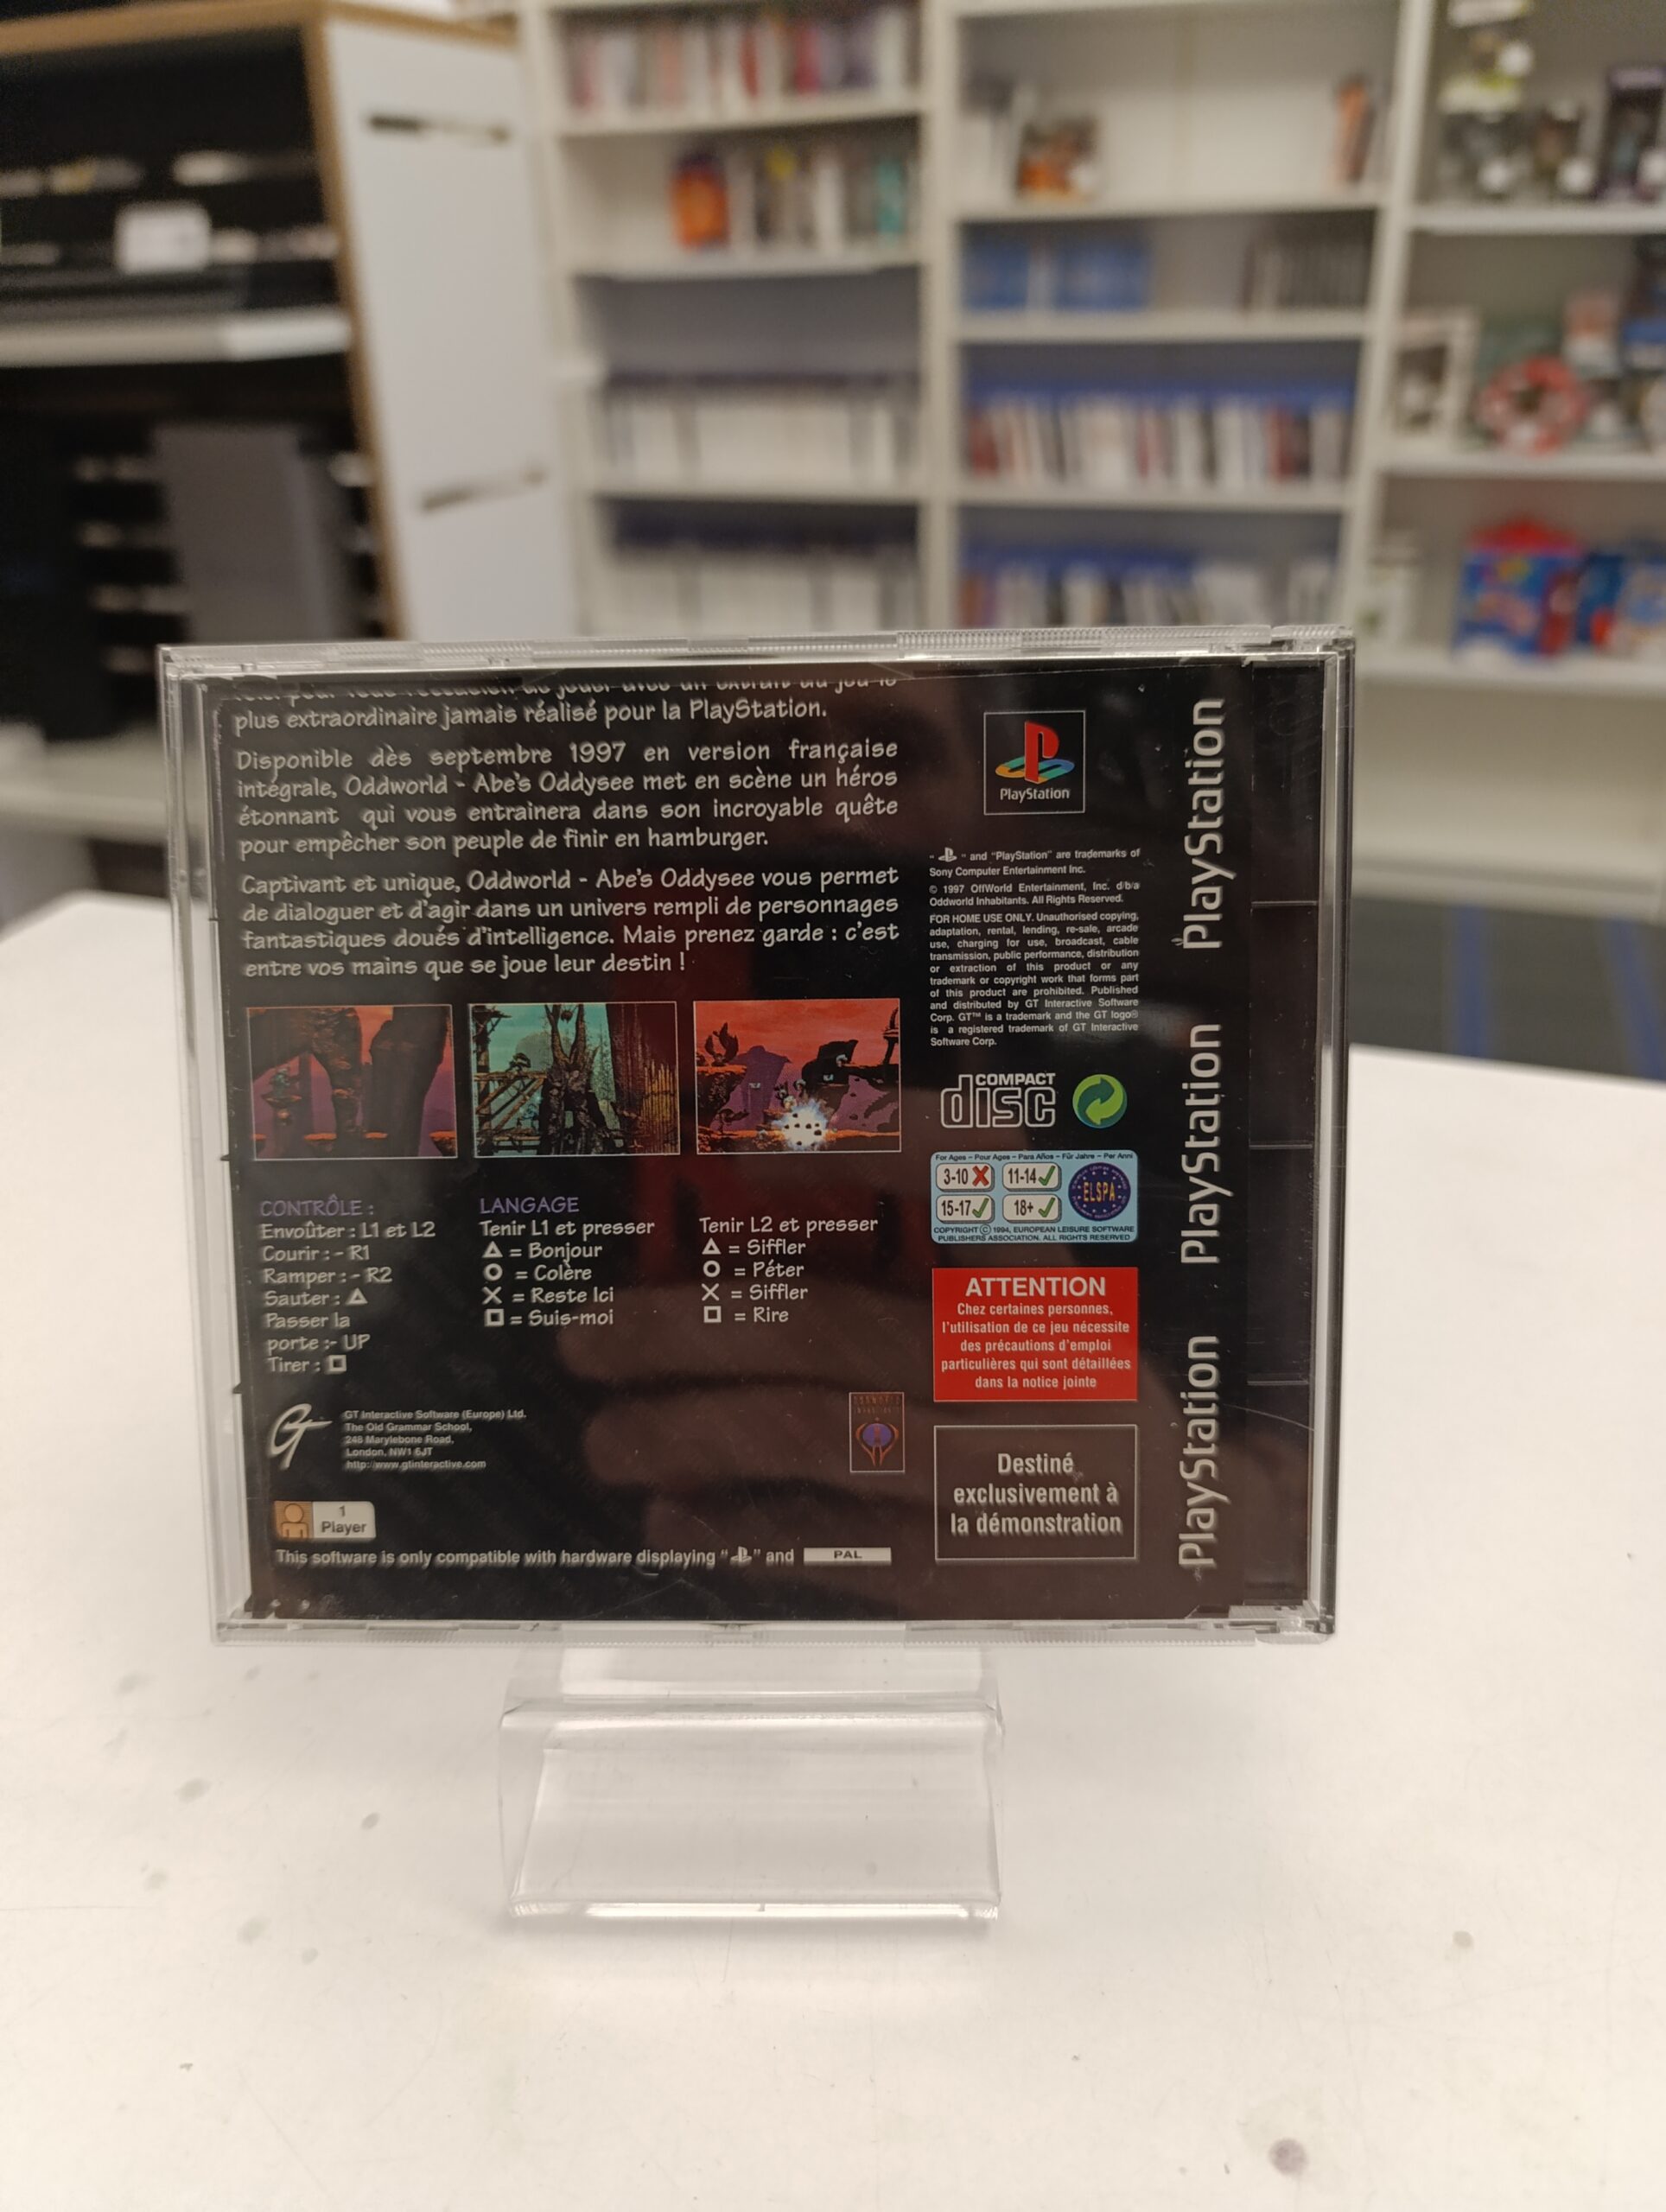 plus extraordinaire jamais réalisé pour la PlayStation.
Disponible dès septembre 1997 en version française
intégrale, Oddworld - Abe's Oddysee met en scène un héros
étonnant qui vous entrainera dans son incroyable quête
pour empêcher son peuple de finir en hamburger.
Captivant et unique, Oddworld - Abe's Oddysee vous permet
de dialoguer et d'agir dans un univers rempli de personnages
fantastiques doués d'intelligence. Mais prenez garde : c'est
entre vos mains que se joue leur destin !
CONTRÔLE :
Envoûter : L1 et L2
Courir : - R1
Ramper : - R2
Sauter : △
Passer la
porte :- UP
Tirer : □
LANGAGE
Tenir L1 et presser
△ = Bonjour
○ = Colère
✕ = Reste Ici
□ = Suis-moi
Tenir L2 et presser
△ = Siffler
○ = Péter
✕ = Siffler
□ = Rire
GT Interactive Software (Europe) Ltd.
The Old Grammar School,
248 Marylebone Road,
London, NW1 6JT
http://www.gtinteractive.com
1
Player
This software is only compatible with hardware displaying " " and PAL
PlayStation
" " and "PlayStation" are trademarks of
Sony Computer Entertainment Inc.
© 1997 OffWorld Entertainment, Inc. d/b/a
Oddworld Inhabitants. All Rights Reserved.
FOR HOME USE ONLY. Unauthorised copying,
adaptation, rental, lending, re-sale, arcade
use, charging for use, broadcast, cable
transmission, public performance, distribution
or extraction of this product or any
trademark or copyright work that forms part
of this product are prohibited. Published
and distributed by GT Interactive Software
Corp. GT™ is a trademark and the GT logo®
is a registered trademark of GT Interactive
Software Corp.
COMPACT
disc
For Ages – Pour Ages – Para Años – Für Jahre – Per Anni
3-10 11-14
15-17 18+
ELSPA
COPYRIGHT © 1994, EUROPEAN LEISURE SOFTWARE
PUBLISHERS ASSOCIATION. ALL RIGHTS RESERVED
ATTENTION
Chez certaines personnes,
l'utilisation de ce jeu nécessite
des précautions d'emploi
particulières qui sont détaillées
dans la notice jointe
Destiné
exclusivement à
la démonstration
PlayStation
PlayStation
PlayStation